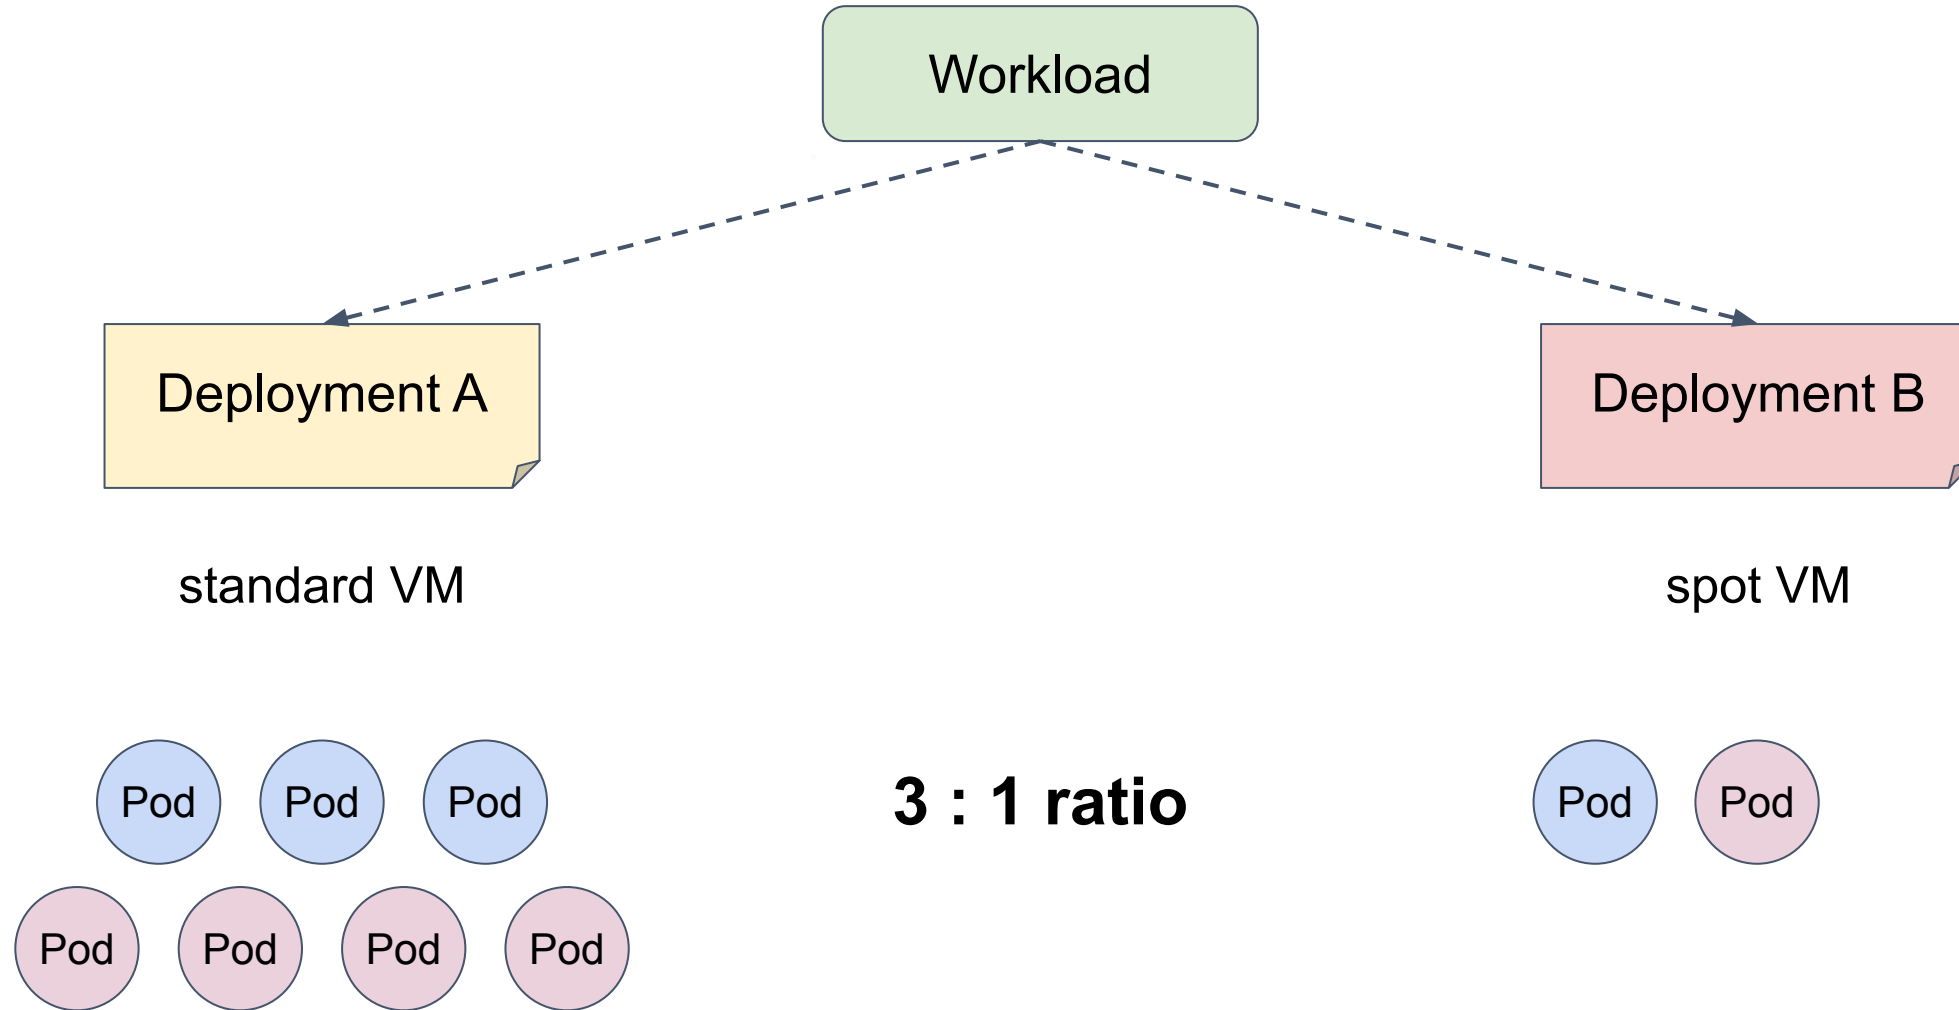 Workload
Deployment A
Deployment B
standard VM
spot VM
Pod Pod Pod
3 : 1 ratio
Pod Pod
Pod Pod Pod Pod